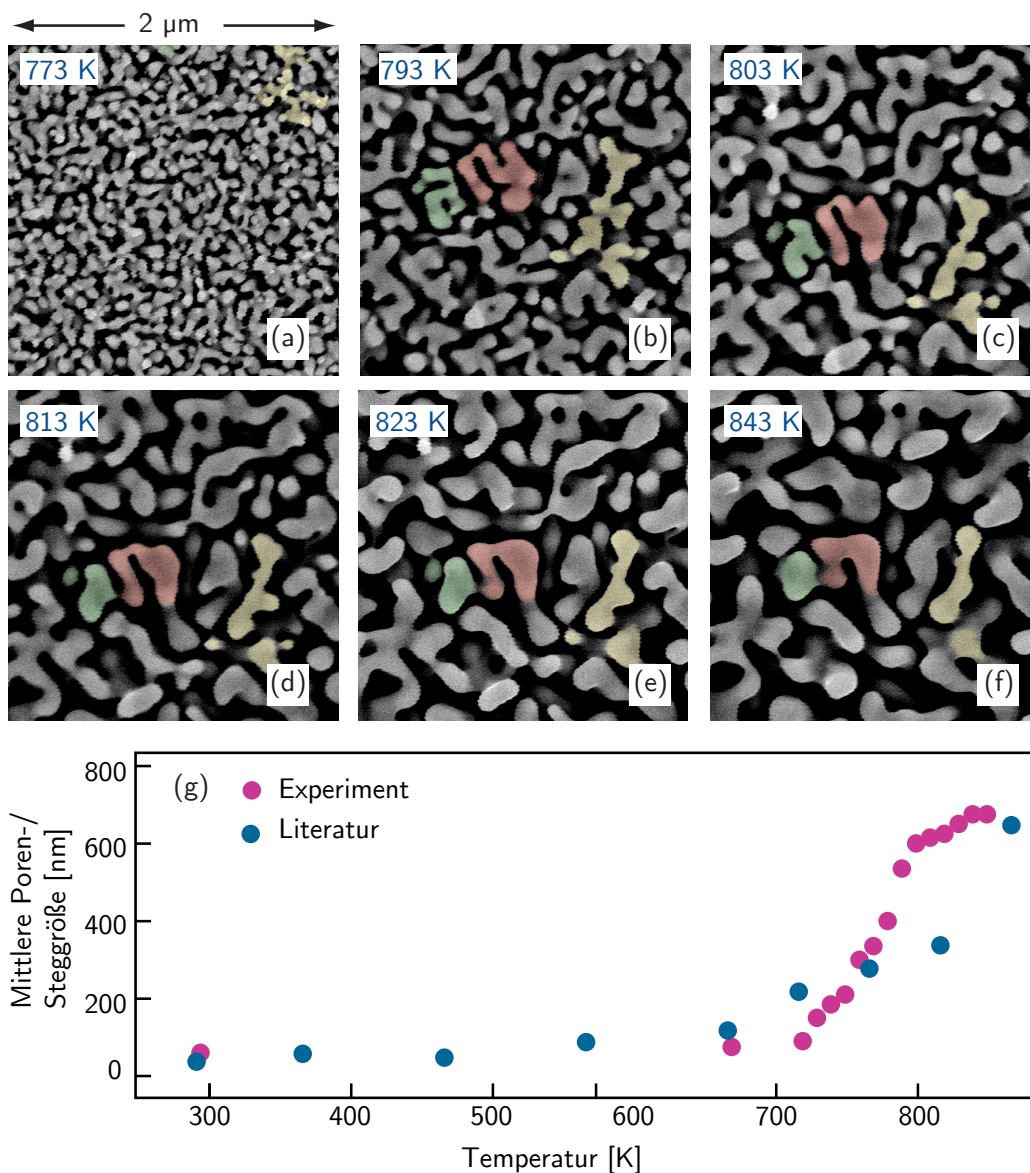 2 µm
773 K
793 K
803 K
(a)
(b)
(c)
813 K
823 K
843 K
(d)
(e)
(f)
(g)
Experiment
Literatur
Mittlere Poren-/
Steggröße [nm]
800
600
400
200
0
300 400 500 600 700 800
Temperatur [K]